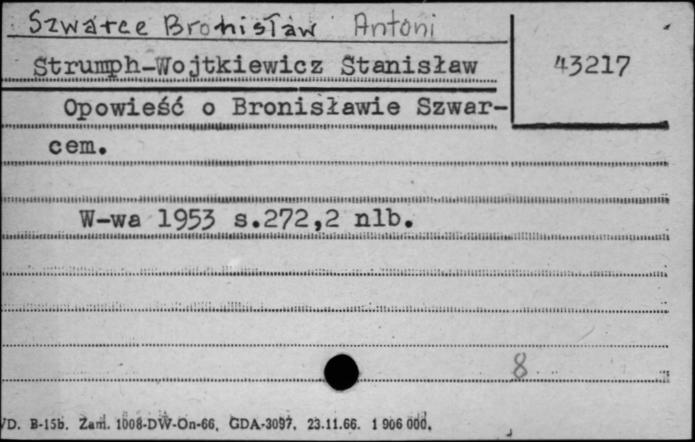 Szwarce Bronisław Antoni
Strumph-Wojtkiewicz Stanisław
43217
Opowieść o Bronisławie Szwar-
cem.
W-wa 1953 s.272,2 nlb.
8
VD. B-15b. Zam. 1008-DW-On-66. GDA-3097. 23.11.66. 1 906 000.